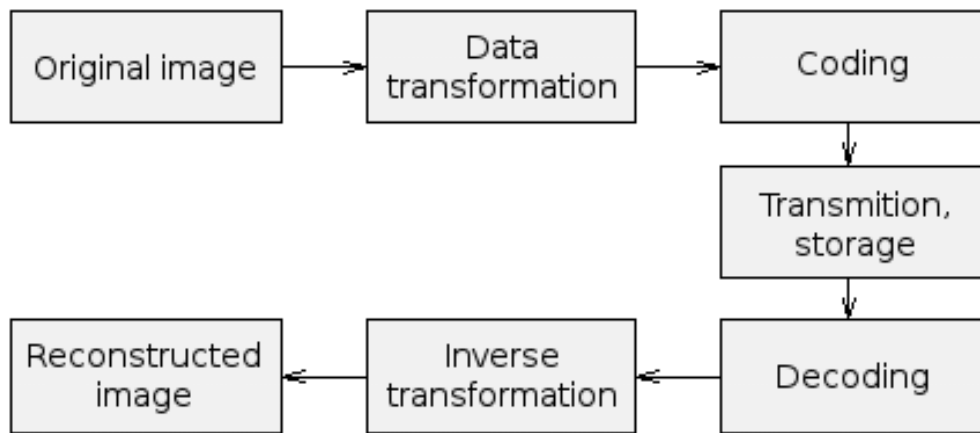 Original image
Data
transformation
Coding
Transmition,
storage
Decoding
Inverse
transformation
Reconstructed
image